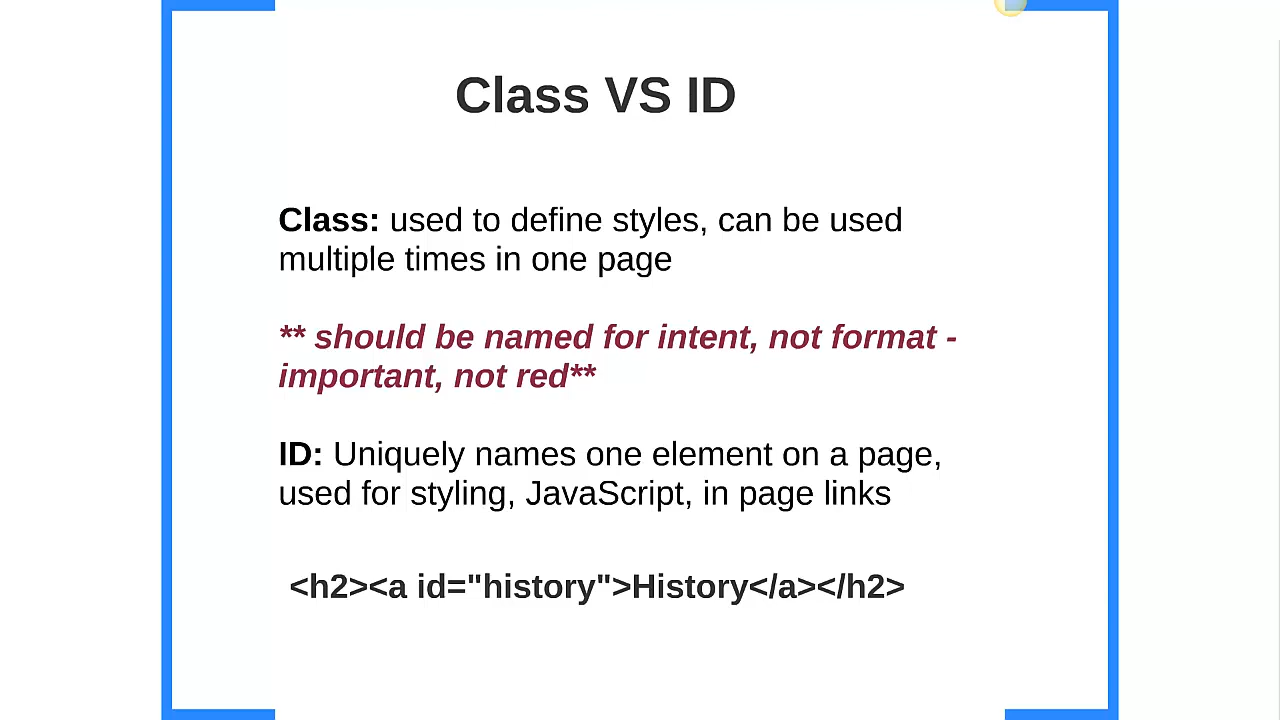 Class VS ID
Class: used to define styles, can be used
multiple times in one page
** should be named for intent, not format -
important, not red**
ID: Uniquely names one element on a page,
used for styling, JavaScript, in page links
<h2><a id="history">History</a></h2>